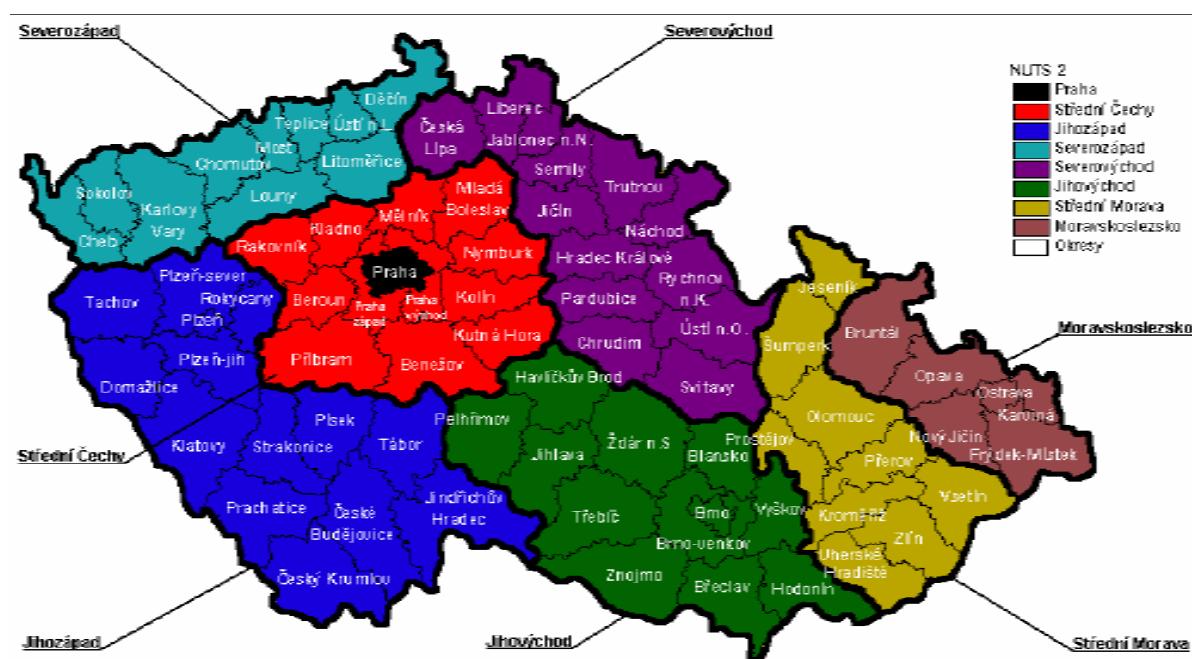 Severozápad
Severovýchod
NUTS 2
Praha
Střední Čechy
Jihozápad
Severozápad
Severovýchod
Jihovýchod
Střední Morava
Moravskoslezsko
Okresy
Děčín
Teplice
Ústí n.L.
Most
Chomutov
Litoměřice
Louny
Sokolov
Karlovy
Vary
Cheb
Česká
Lípa
Liberec
Jablonec n.N.
Semily
Trutnov
Jičín
Náchod
Hradec Králové
Rychnov
n.K.
Pardubice
Ústí n.O.
Chrudim
Svitavy
Mladá
Boleslav
Mělník
Kladno
Rakovník
Nymburk
Praha
Beroun
Praha
západ
Praha
východ
Kolín
Kutná Hora
Příbram
Benešov
Plzeň-sever
Tachov
Rokycany
Plzeň
Plzeň-jih
Domažlice
Klatovy
Písek
Strakonice
Tábor
Prachatice
České
Budějovice
Jindřichův
Hradec
Český Krumlov
Havlíčkův Brod
Pelhřimov
Jihlava
Žďár n.S
Blansko
Třebíč
Brno
Vyškov
Brno-venkov
Znojmo
Břeclav
Hodonín
Jeseník
Šumperk
Olomouc
Prostějov
Přerov
Kroměříž
Vsetín
Zlín
Uherské
Hradiště
Bruntál
Opava
Ostrava
Karviná
Nový Jičín
Frýdek-Místek
Moravskoslezsko
Střední Čechy
Jihozápad
Jihovýchod
Střední Morava